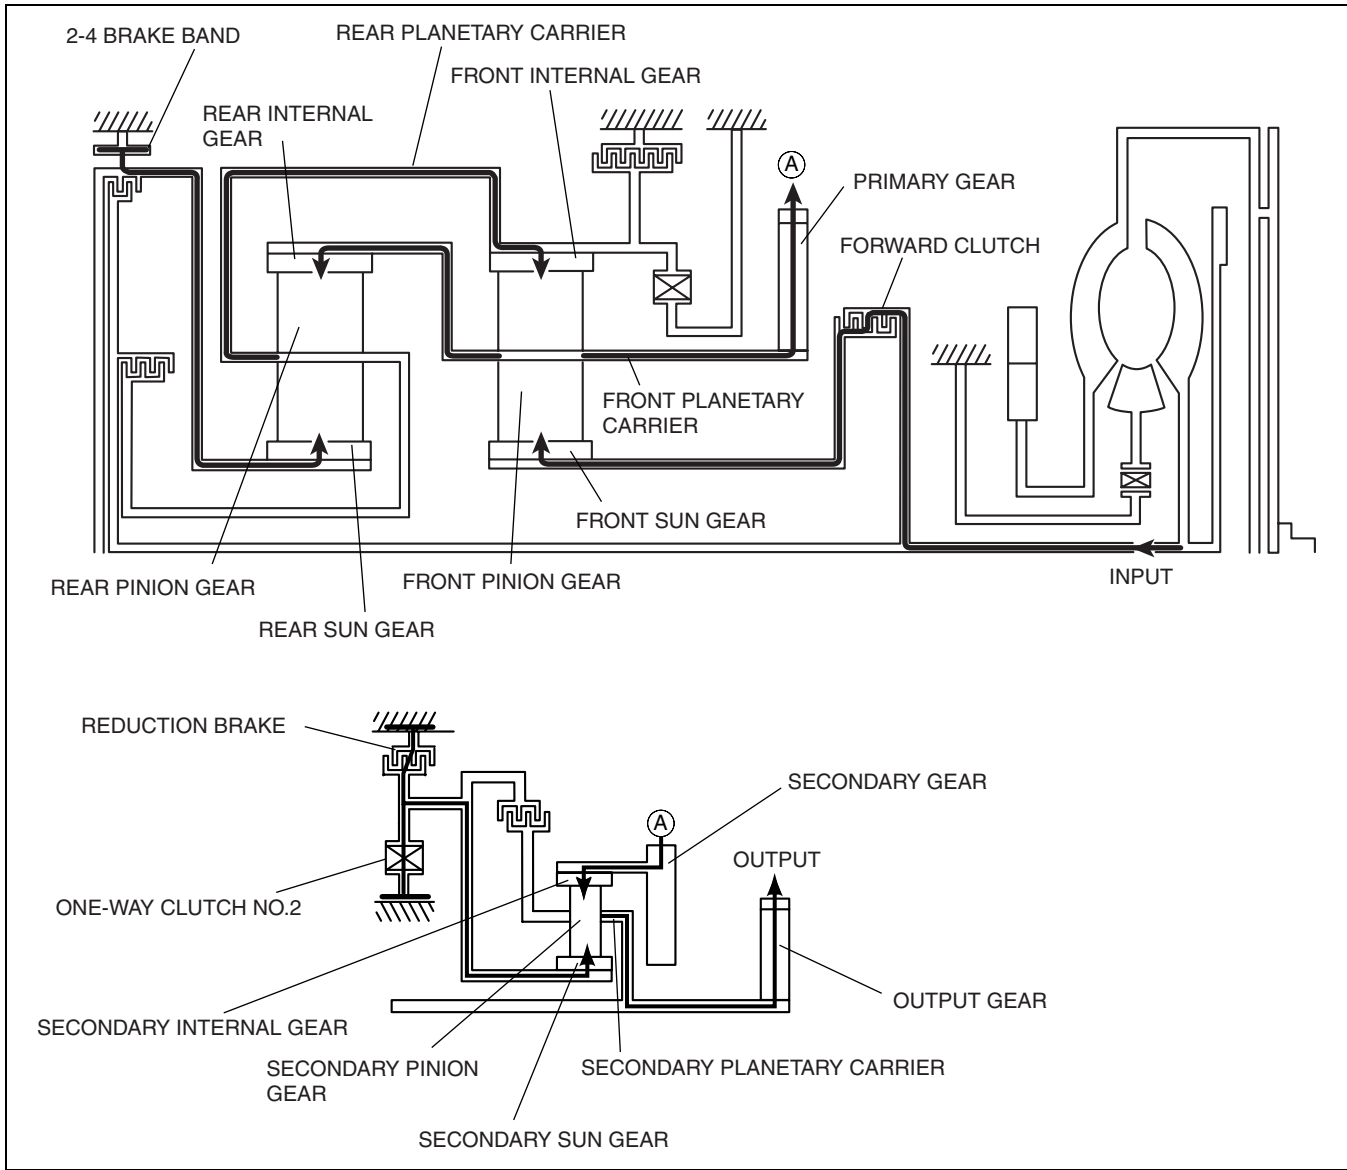 2-4 BRAKE BAND
REAR PLANETARY CARRIER
FRONT INTERNAL GEAR
REAR INTERNAL
GEAR
A
PRIMARY GEAR
FORWARD CLUTCH
FRONT PLANETARY
CARRIER
FRONT SUN GEAR
INPUT
REAR PINION GEAR
FRONT PINION GEAR
REAR SUN GEAR
REDUCTION BRAKE
SECONDARY GEAR
A
OUTPUT
ONE-WAY CLUTCH NO.2
OUTPUT GEAR
SECONDARY INTERNAL GEAR
SECONDARY PINION
GEAR
SECONDARY PLANETARY CARRIER
SECONDARY SUN GEAR